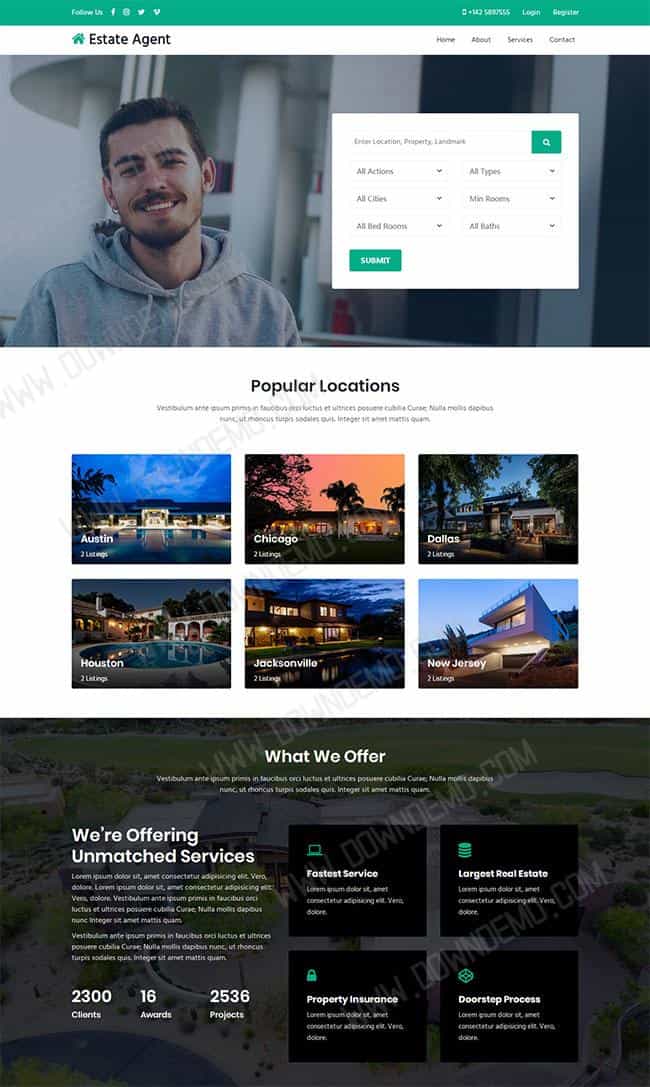 Follow Us
+142 5897555 Login Register
Estate Agent
Home About Services Contact
Enter Location, Property, Landmark
All Actions All Types
All Cities Min Rooms
All Bed Rooms All Baths
SUBMIT
Popular Locations
Vestibulum ante ipsum primis in faucibus orci luctus et ultrices posuere cubilia Curae; Nulla mollis dapibus
nunc, ut rhoncus turpis sodales quis. Integer sit amet mattis quam.
Austin
2 Listings
Chicago
2 Listings
Dallas
2 Listings
Houston
2 Listings
Jacksonville
2 Listings
New Jersey
2 Listings
What We Offer
Vestibulum ante ipsum primis in faucibus orci luctus et ultrices posuere cubilia Curae; Nulla mollis dapibus
nunc, ut rhoncus turpis sodales quis. Integer sit amet mattis quam.
We're Offering
Unmatched Services
Lorem ipsum dolor sit, amet consectetur adipisicing elit. Vero,
dolore. Lorem ipsum dolor sit, amet consectetur adipisicing elit.
Vero, dolore. Vestibulum ante ipsum primis in faucibus orci
luctus et ultrices posuere cubilia Curae; Nulla mollis dapibus
nunc Integer sit amet mattis quam.
Vestibulum ante ipsum primis in faucibus orci luctus et ultrices
posuere cubilia Curae; Nulla mollis dapibus nunc, ut rhoncus
turpis sodales quis. Integer sit amet mattis quam.
2300 16 2536
Clients Awards Projects
Fastest Service
Lorem ipsum dolor sit, amet
consectetur adipisicing elit. Vero,
dolore.
Largest Real Estate
Lorem ipsum dolor sit, amet
consectetur adipisicing elit. Vero,
dolore.
Property Insurance
Lorem ipsum dolor sit, amet
consectetur adipisicing elit. Vero,
dolore.
Doorstep Process
Lorem ipsum dolor sit, amet
consectetur adipisicing elit. Vero,
dolore.
WWW.DOWNDEMO.COM